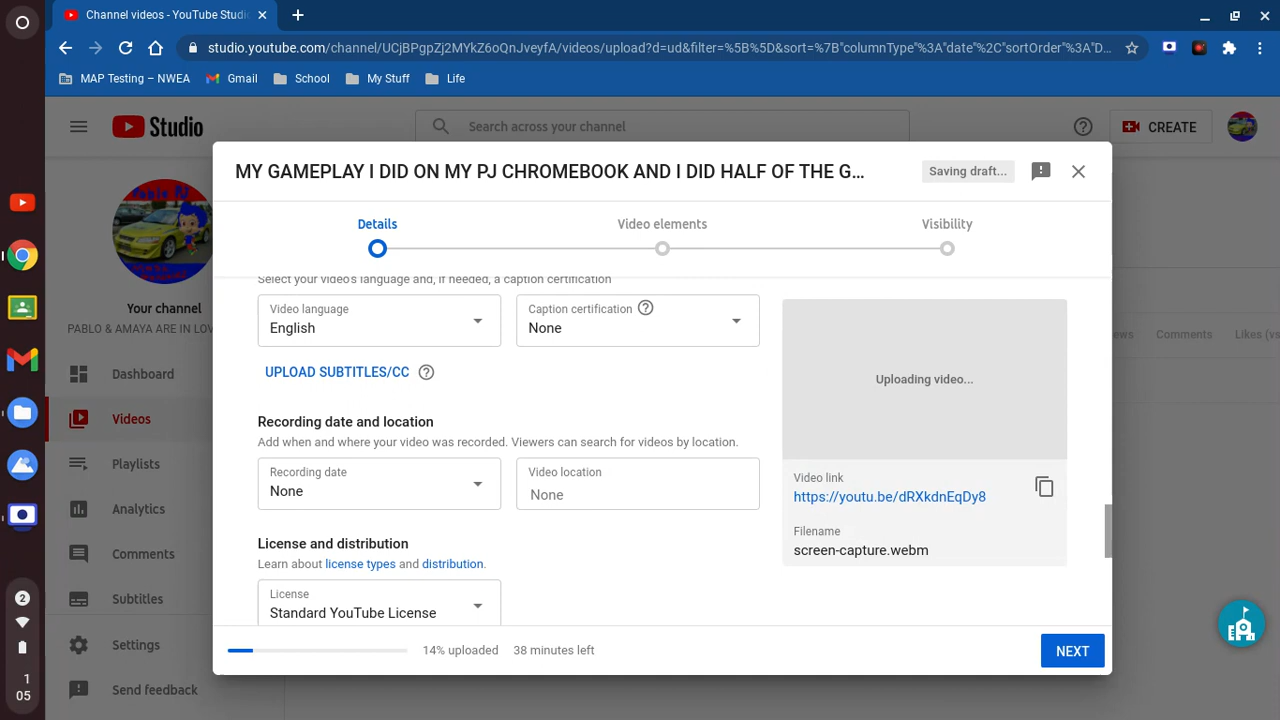 Channel videos - YouTube Studio
studio.youtube.com/channel/UCjBPgpZj2MYkZ6oQnJveyfA/videos/upload?d=ud&filter=%5B%5D&sort=%7B"columnType"%3A"date"%2C"sortOrder"%3A"D...
MAP Testing – NWEA
Gmail
School
My Stuff
Life
Studio
Search across your channel
CREATE
MY GAMEPLAY I DID ON MY PJ CHROMEBOOK AND I DID HALF OF THE G...
Saving draft...
Details
Video elements
Visibility
Select your video's language and, if needed, a caption certification
Video language
English
Caption certification
None
UPLOAD SUBTITLES/CC
Recording date and location
Add when and where your video was recorded. Viewers can search for videos by location.
Recording date
None
Video location
None
License and distribution
Learn about license types and distribution.
License
Standard YouTube License
Uploading video...
Video link
https://youtu.be/dRXkdnEqDy8
Filename
screen-capture.webm
14% uploaded
38 minutes left
NEXT
Your channel
PABLO & AMAYA ARE IN LOV
Dashboard
Videos
Playlists
Analytics
Comments
Subtitles
Settings
Send feedback
ews
Comments
Likes (vs
2
1
05